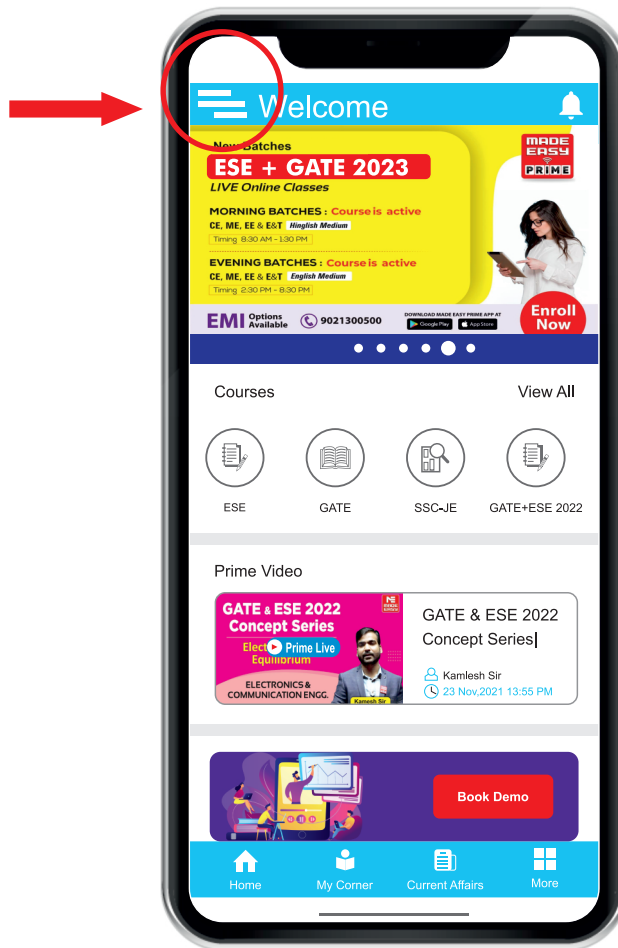 Welcome
New Batches
MADE
EASY
PRIME
ESE + GATE 2023
LIVE Online Classes
MORNING BATCHES : Course is active
CE, ME, EE & E&T Hinglish Medium
Timing 8:30 AM – 1:30 PM
EVENING BATCHES : Course is active
CE, ME, EE & E&T English Medium
Timing 2:30 PM – 8:30 PM
EMI Options Available 9021300500
DOWNLOAD MADE EASY PRIME APP AT
Google Play App Store
Enroll
Now
Courses View All
ESE GATE SSC-JE GATE+ESE 2022
Prime Video
GATE & ESE 2022
Concept Series
Prime Live
Equilibrium
ELECTRONICS &
COMMUNICATION ENGG.
Kamlesh Sir
MADE
EASY
GATE & ESE 2022
Concept Series
Kamlesh Sir
23 Nov,2021 13:55 PM
Book Demo
Home My Corner Current Affairs More